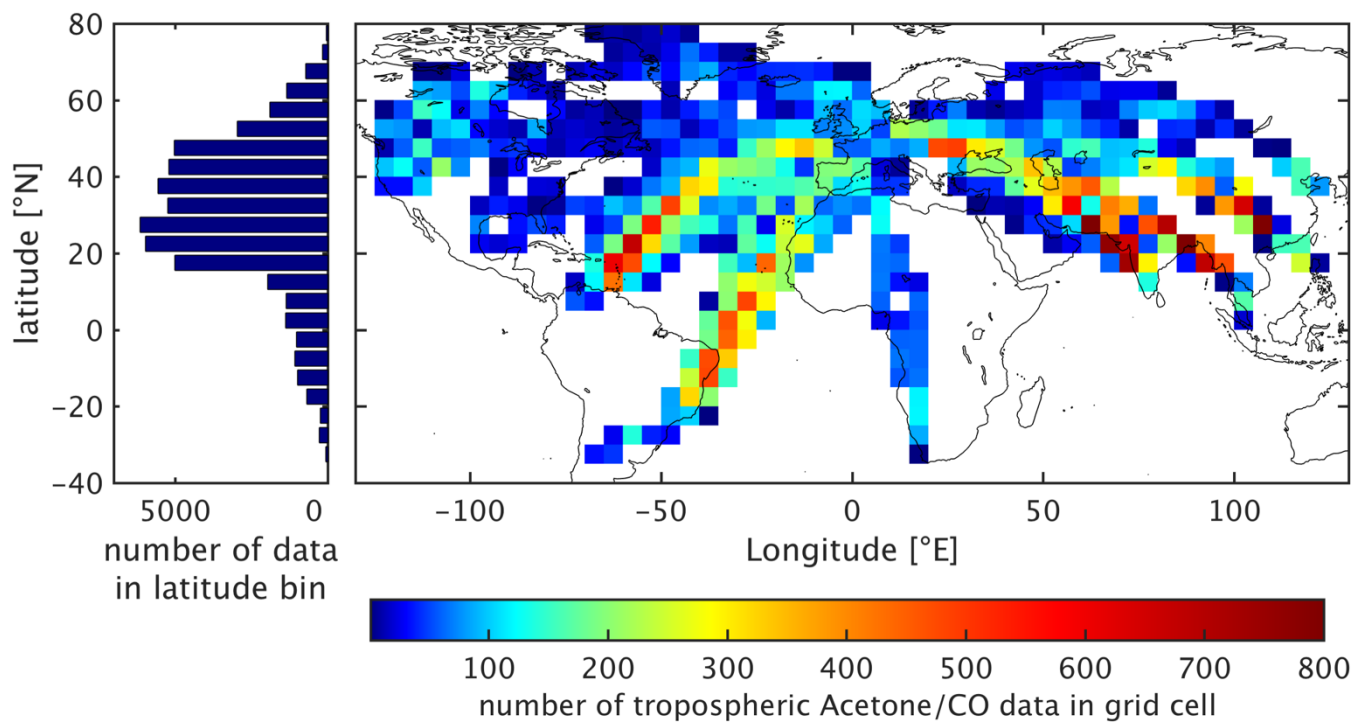 80
60
40
20
0
−20
−40
latitude [°N]
5000 0
number of data
in latitude bin
−100 −50 0 50 100
Longitude [°E]
100 200 300 400 500 600 700 800
number of tropospheric Acetone/CO data in grid cell